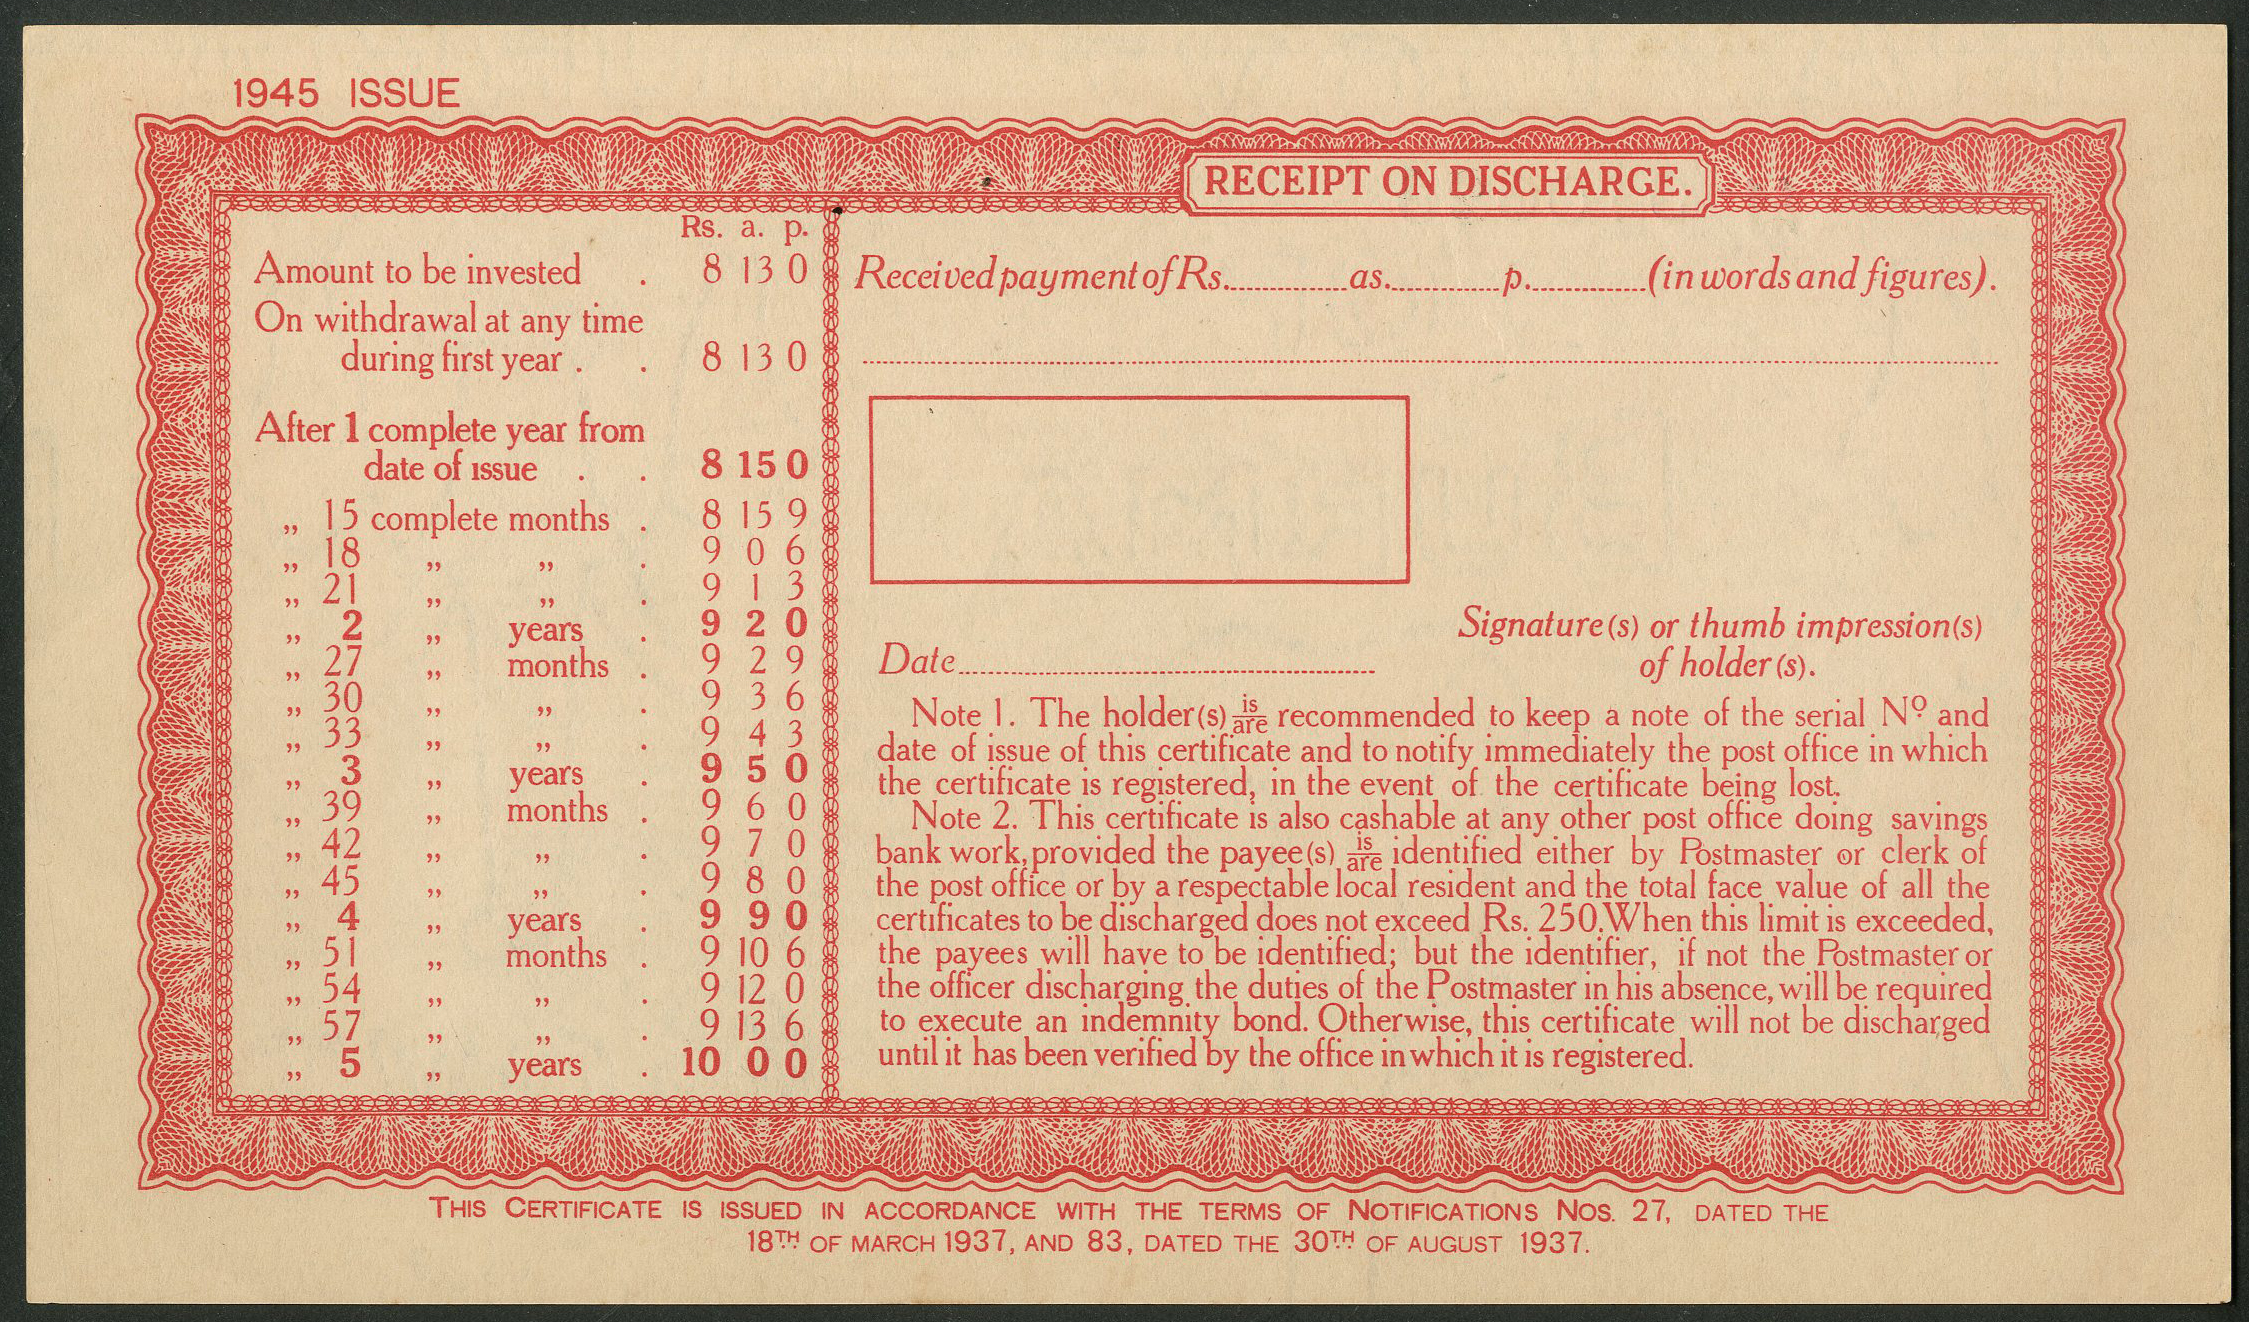 1945 ISSUE
RECEIPT ON DISCHARGE.
Rs. a. p.
Amount to be invested . 8 13 0
On withdrawal at any time
during first year . . 8 13 0
After 1 complete year from
date of issue . . 8 15 0
„ 15 complete months . 8 15 9
„ 18 „ „ . 9 0 6
„ 21 „ „ . 9 1 3
„ 2 „ years . 9 2 0
„ 27 „ months . 9 2 9
„ 30 „ „ . 9 3 6
„ 33 „ „ . 9 4 3
„ 3 „ years . 9 5 0
„ 39 „ months . 9 6 0
„ 42 „ „ . 9 7 0
„ 45 „ „ . 9 8 0
„ 4 „ years . 9 9 0
„ 51 „ months . 9 10 6
„ 54 „ „ . 9 12 0
„ 57 „ „ . 9 13 6
„ 5 „ years . 10 0 0
Received payment of Rs..............as..............p..............(in words and figures).
Signature(s) or thumb impression(s)
of holder(s).
Date..............
Note 1. The holder(s) is/are recommended to keep a note of the serial Nº and
date of issue of this certificate and to notify immediately the post office in which
the certificate is registered, in the event of the certificate being lost.
Note 2. This certificate is also cashable at any other post office doing savings
bank work, provided the payee(s) is/are identified either by Postmaster or clerk of
the post office or by a respectable local resident and the total face value of all the
certificates to be discharged does not exceed Rs. 250. When this limit is exceeded,
the payees will have to be identified; but the identifier, if not the Postmaster or
the officer discharging the duties of the Postmaster in his absence, will be required
to execute an indemnity bond. Otherwise, this certificate will not be discharged
until it has been verified by the office in which it is registered.
THIS CERTIFICATE IS ISSUED IN ACCORDANCE WITH THE TERMS OF NOTIFICATIONS NOS. 27, DATED THE
18TH OF MARCH 1937, AND 83, DATED THE 30TH OF AUGUST 1937.